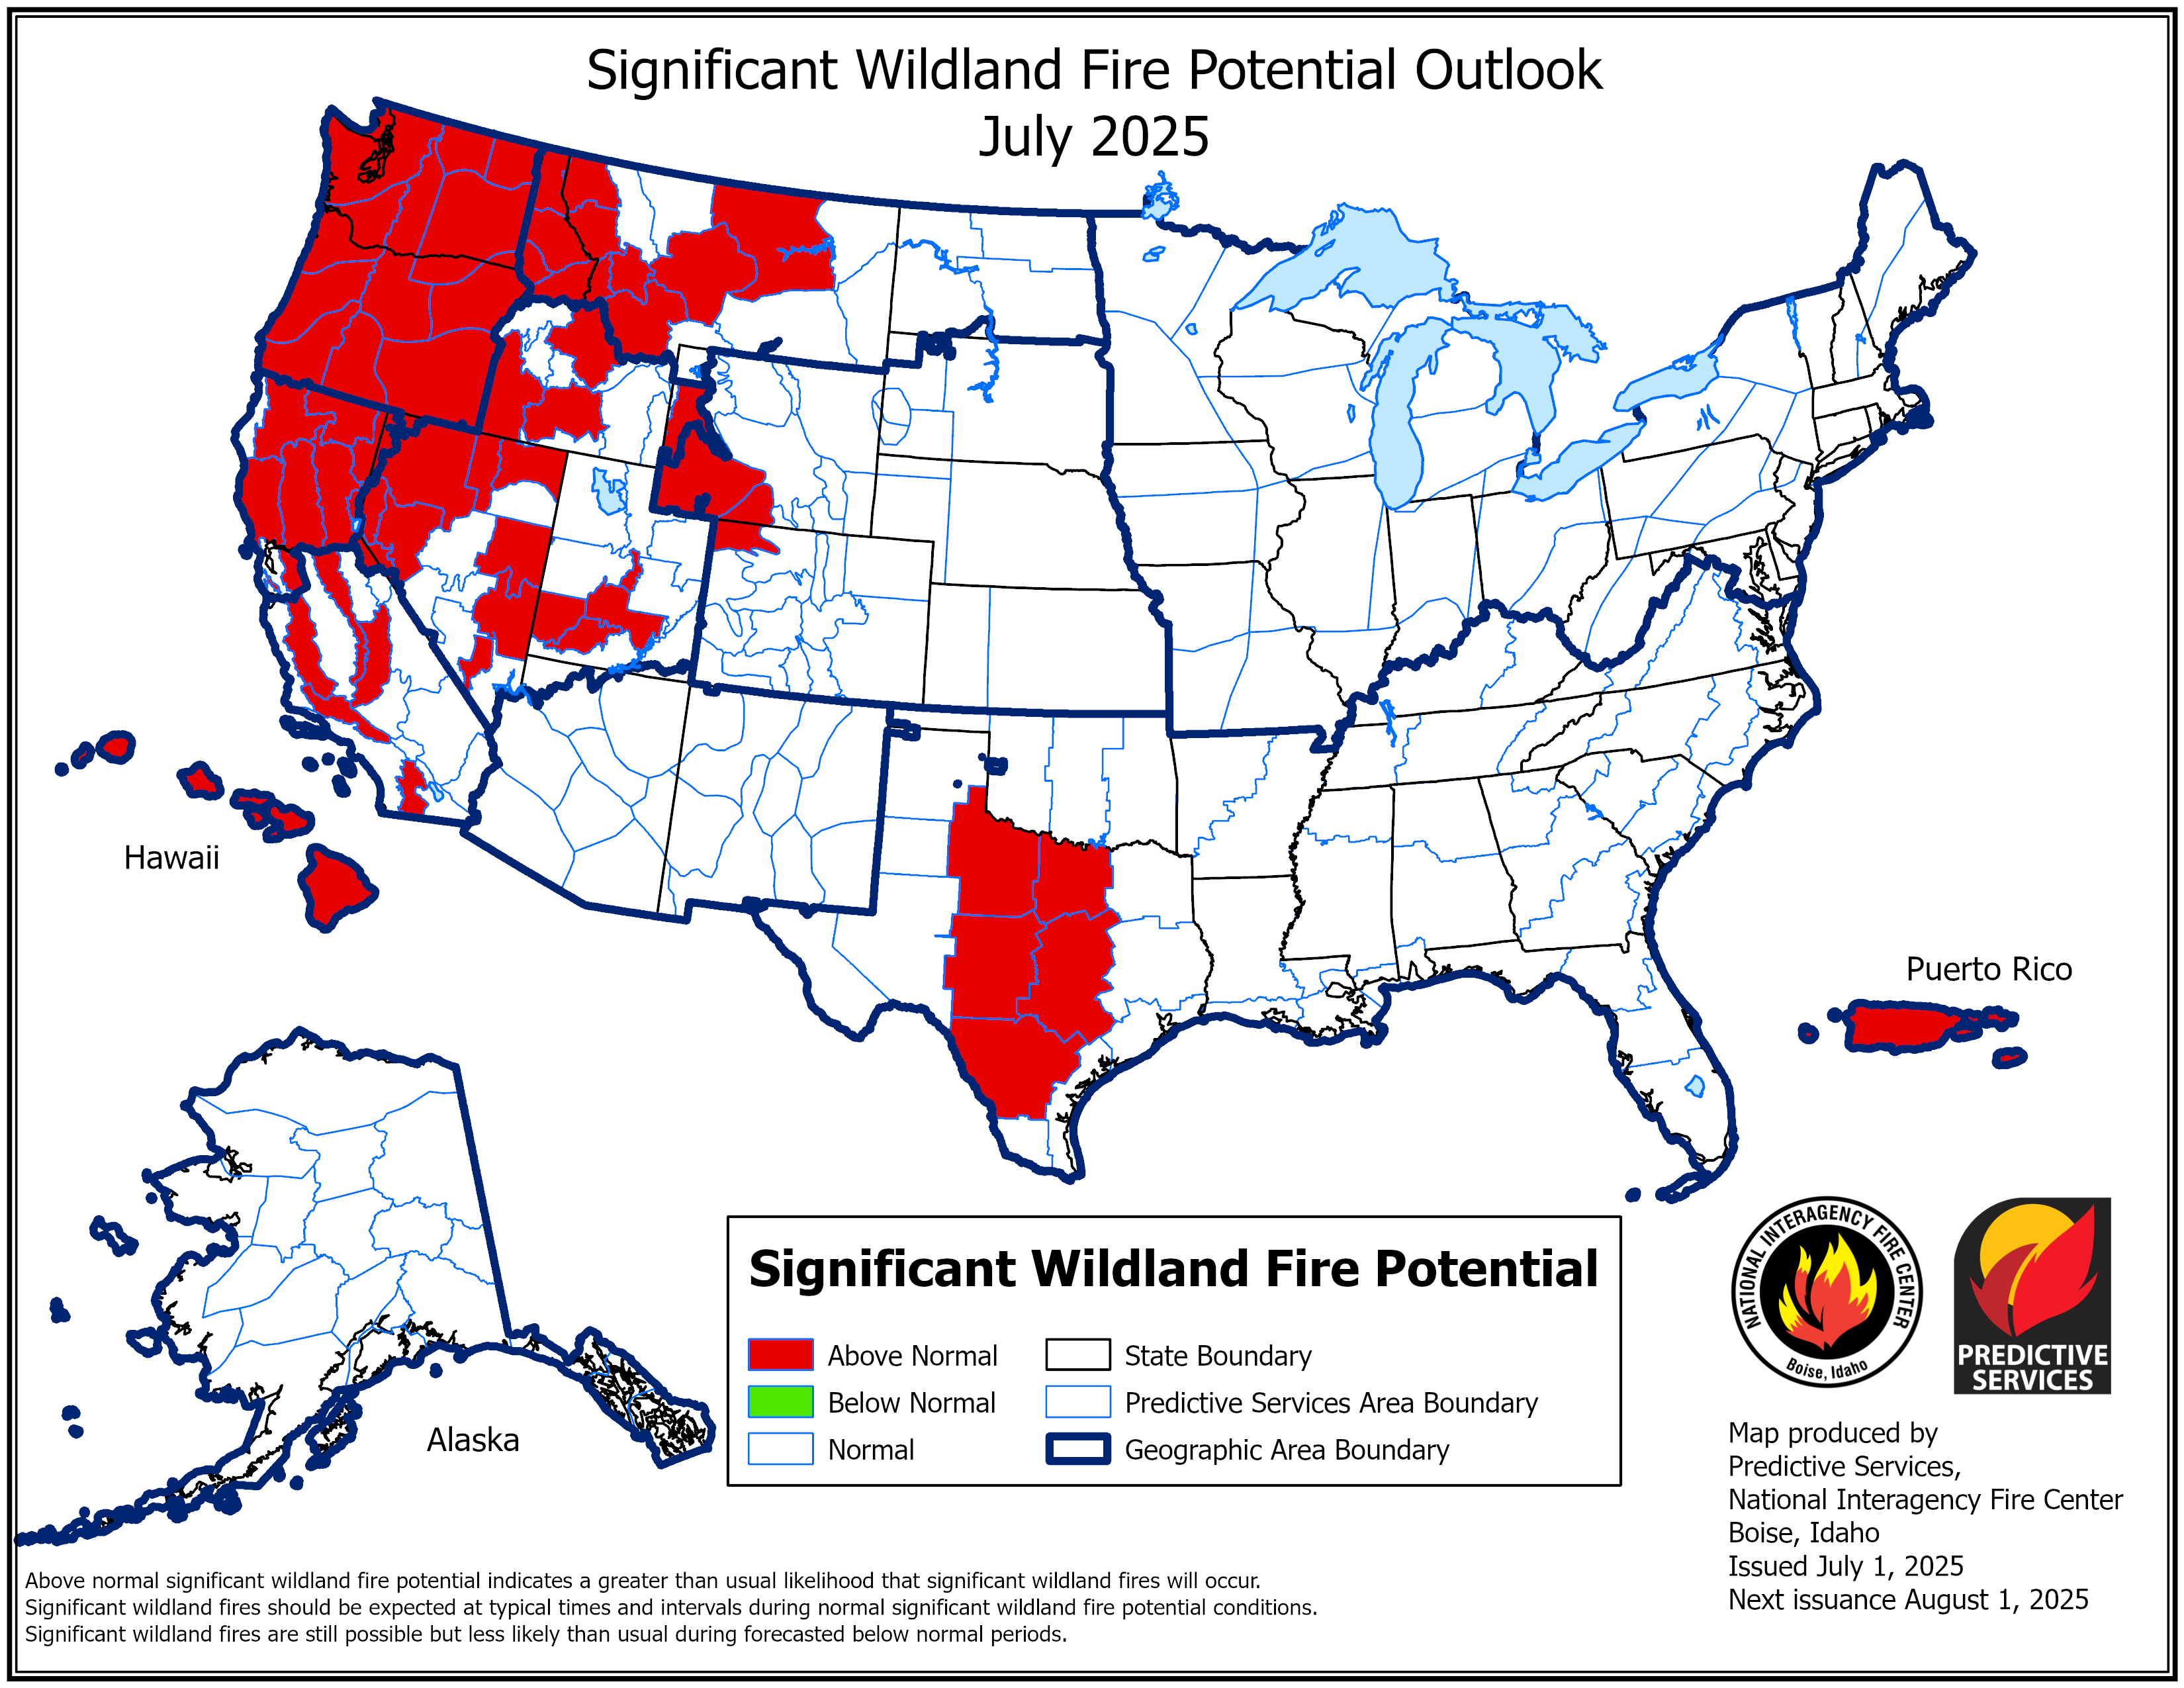 Significant Wildland Fire Potential Outlook
July 2025
Hawaii
Puerto Rico
Alaska
Significant Wildland Fire Potential
Above Normal
Below Normal
Normal
State Boundary
Predictive Services Area Boundary
Geographic Area Boundary
NATIONAL INTERAGENCY FIRE CENTER
Boise, Idaho
PREDICTIVE
SERVICES
Map produced by
Predictive Services,
National Interagency Fire Center
Boise, Idaho
Issued July 1, 2025
Next issuance August 1, 2025
Above normal significant wildland fire potential indicates a greater than usual likelihood that significant wildland fires will occur.
Significant wildland fires should be expected at typical times and intervals during normal significant wildland fire potential conditions.
Significant wildland fires are still possible but less likely than usual during forecasted below normal periods.